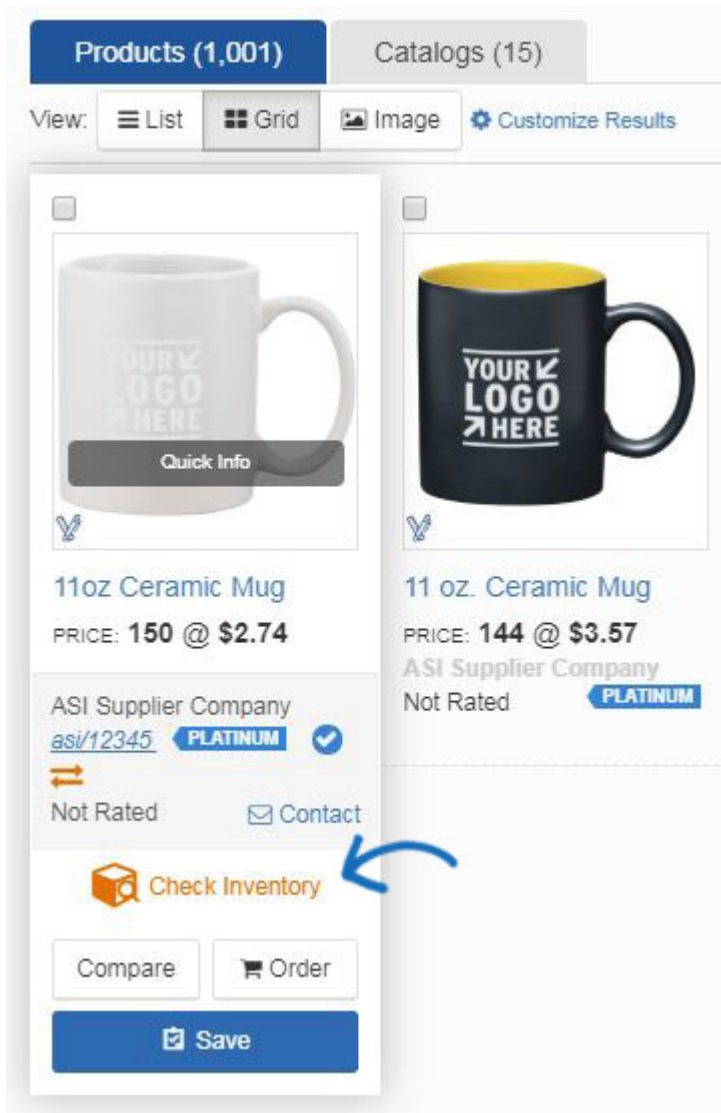 Products (1,001)
Catalogs (15)
View:
List
Grid
Image
Customize Results
YOUR
LOGO
HERE
Quick Info
11oz Ceramic Mug
PRICE: 150 @ $2.74
ASI Supplier Company
asi/12345
PLATINUM
Not Rated
Contact
Check Inventory
Compare
Order
Save
YOUR
LOGO
HERE
11 oz. Ceramic Mug
PRICE: 144 @ $3.57
ASI Supplier Company
Not Rated
PLATINUM